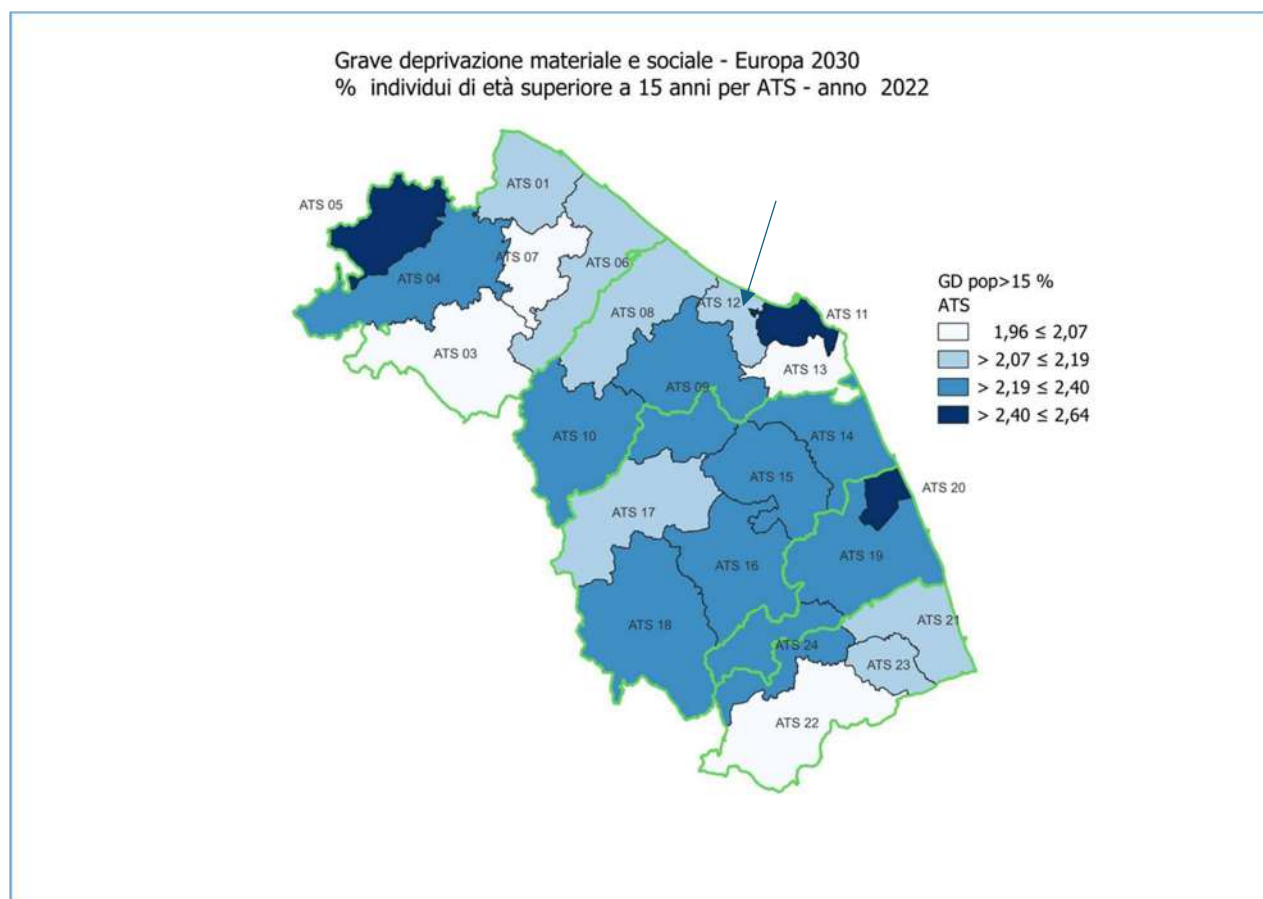 Grave deprivazione materiale e sociale - Europa 2030
% individui di età superiore a 15 anni per ATS - anno 2022
ATS 01
ATS 05
ATS 07
ATS 06
ATS 04
ATS 12
ATS 11
ATS 08
ATS 03
ATS 13
ATS 09
ATS 10
ATS 14
ATS 15
ATS 20
ATS 17
ATS 19
ATS 16
ATS 21
ATS 18
ATS 24
ATS 23
ATS 22
GD pop>15 %
ATS
1,96 ≤ 2,07
> 2,07 ≤ 2,19
> 2,19 ≤ 2,40
> 2,40 ≤ 2,64